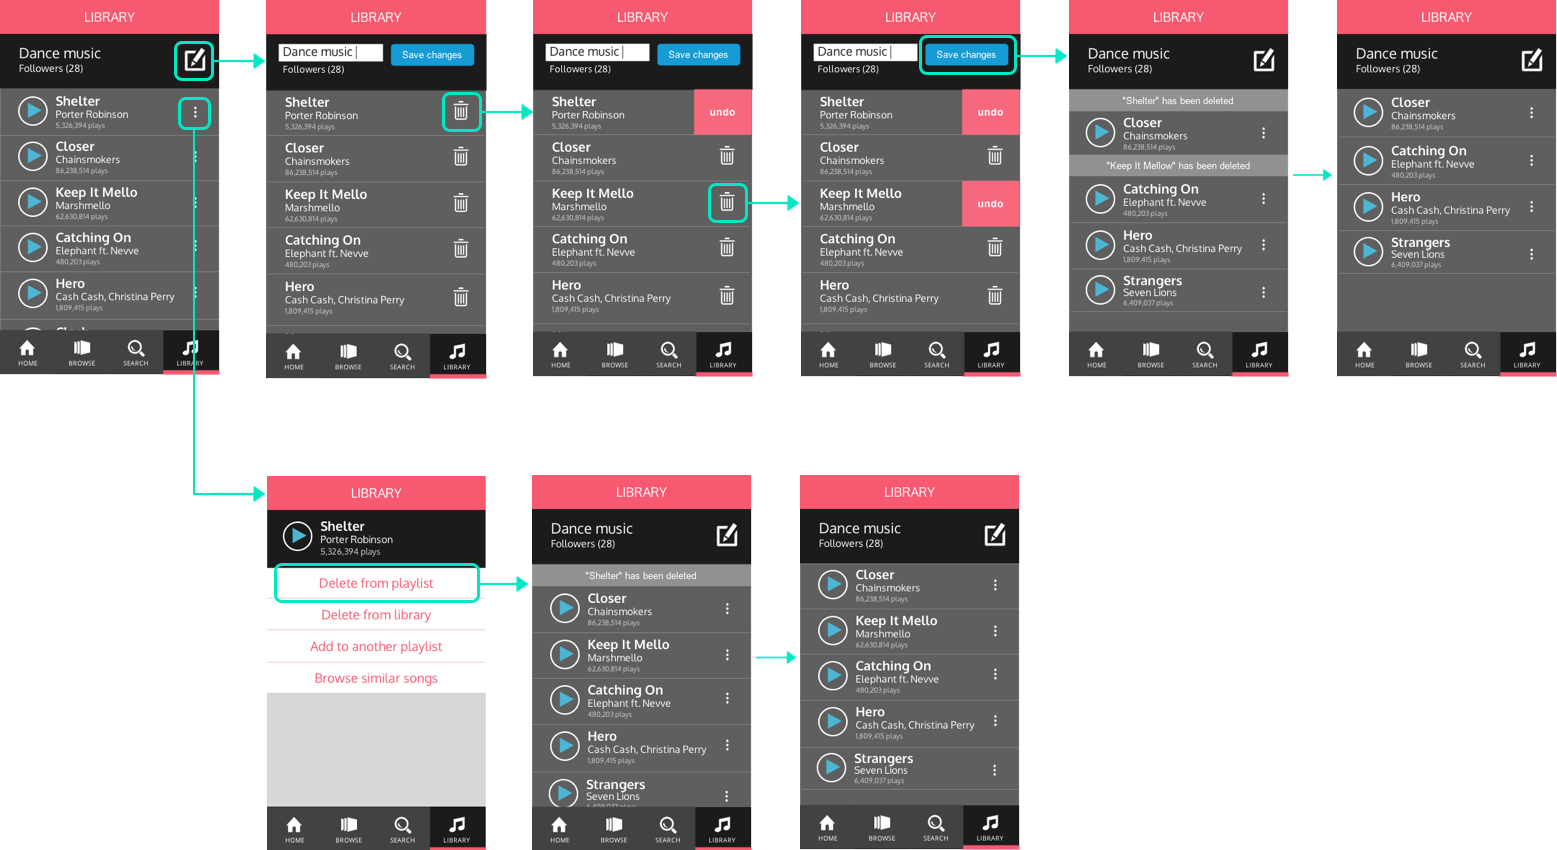 LIBRARY
Dance music
Followers (28)
Shelter
Porter Robinson
5,326,394 plays
Closer
Chainsmokers
86,238,514 plays
Keep It Mello
Marshmello
62,630,814 plays
Catching On
Elephant ft. Nevve
480,203 plays
Hero
Cash Cash, Christina Perry
1,809,415 plays
HOME
BROWSE
SEARCH
LIBRARY
LIBRARY
Dance music
Save changes
Followers (28)
Shelter
Porter Robinson
5,326,394 plays
Closer
Chainsmokers
86,238,514 plays
Keep It Mello
Marshmello
62,630,814 plays
Catching On
Elephant ft. Nevve
480,203 plays
Hero
Cash Cash, Christina Perry
1,809,415 plays
HOME
BROWSE
SEARCH
LIBRARY
LIBRARY
Dance music
Save changes
Followers (28)
Shelter
Porter Robinson
5,326,394 plays
undo
Closer
Chainsmokers
86,238,514 plays
Keep It Mello
Marshmello
62,630,814 plays
Catching On
Elephant ft. Nevve
480,203 plays
Hero
Cash Cash, Christina Perry
1,809,415 plays
HOME
BROWSE
SEARCH
LIBRARY
LIBRARY
Dance music
Save changes
Followers (28)
Shelter
Porter Robinson
5,326,394 plays
undo
Closer
Chainsmokers
86,238,514 plays
Keep It Mello
Marshmello
62,630,814 plays
undo
Catching On
Elephant ft. Nevve
480,203 plays
Hero
Cash Cash, Christina Perry
1,809,415 plays
HOME
BROWSE
SEARCH
LIBRARY
LIBRARY
Dance music
Followers (28)
"Shelter" has been deleted
Closer
Chainsmokers
86,238,514 plays
"Keep It Mellow" has been deleted
Catching On
Elephant ft. Nevve
480,203 plays
Hero
Cash Cash, Christina Perry
1,809,415 plays
Strangers
Seven Lions
6,409,037 plays
HOME
BROWSE
SEARCH
LIBRARY
LIBRARY
Dance music
Followers (28)
Closer
Chainsmokers
86,238,514 plays
Catching On
Elephant ft. Nevve
480,203 plays
Hero
Cash Cash, Christina Perry
1,809,415 plays
Strangers
Seven Lions
6,409,037 plays
HOME
BROWSE
SEARCH
LIBRARY
LIBRARY
Shelter
Porter Robinson
5,326,394 plays
Delete from playlist
Delete from library
Add to another playlist
Browse similar songs
HOME
BROWSE
SEARCH
LIBRARY
LIBRARY
Dance music
Followers (28)
"Shelter" has been deleted
Closer
Chainsmokers
86,238,514 plays
Keep It Mello
Marshmello
62,630,814 plays
Catching On
Elephant ft. Nevve
480,203 plays
Hero
Cash Cash, Christina Perry
1,809,415 plays
Strangers
Seven Lions
HOME
BROWSE
SEARCH
LIBRARY
LIBRARY
Dance music
Followers (28)
Closer
Chainsmokers
86,238,514 plays
Keep It Mello
Marshmello
62,630,814 plays
Catching On
Elephant ft. Nevve
480,203 plays
Hero
Cash Cash, Christina Perry
1,809,415 plays
Strangers
Seven Lions
6,409,037 plays
HOME
BROWSE
SEARCH
LIBRARY